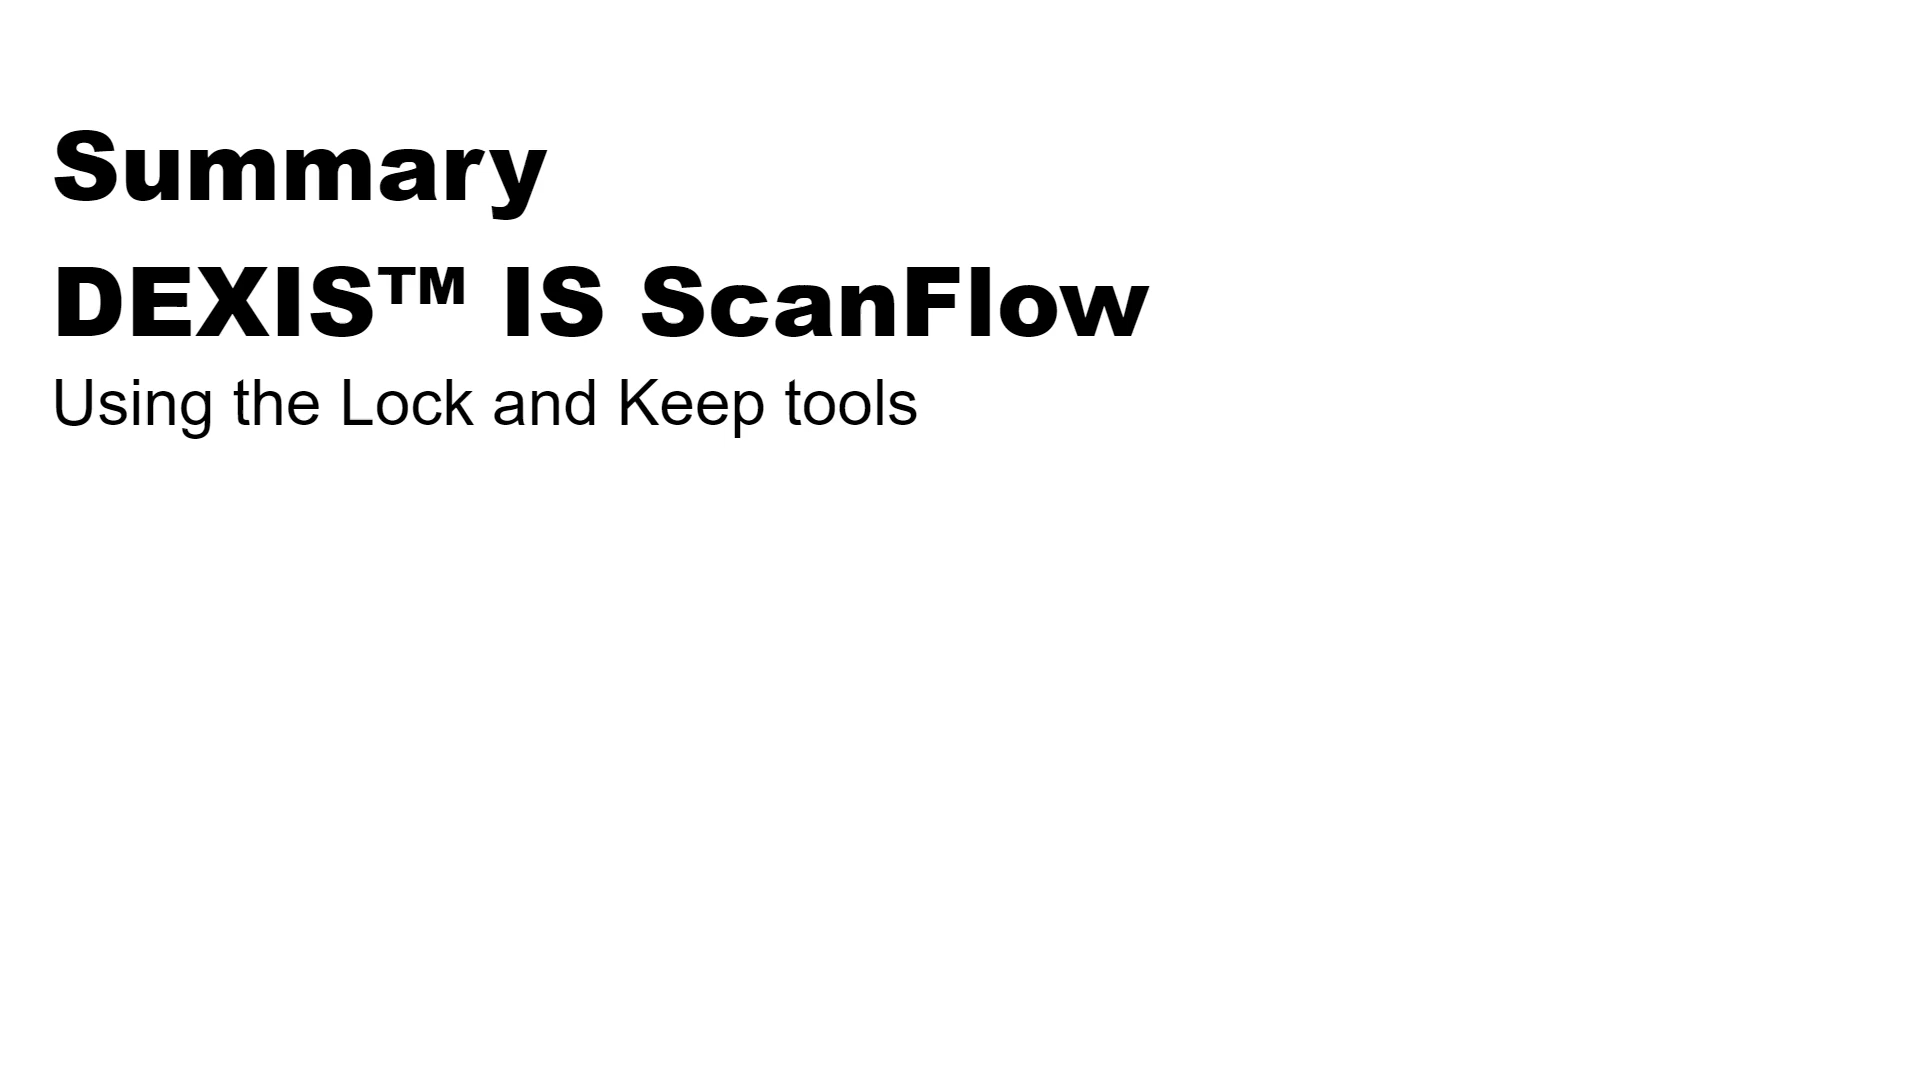 Summary
DEXIS™ IS ScanFlow
Using the Lock and Keep tools